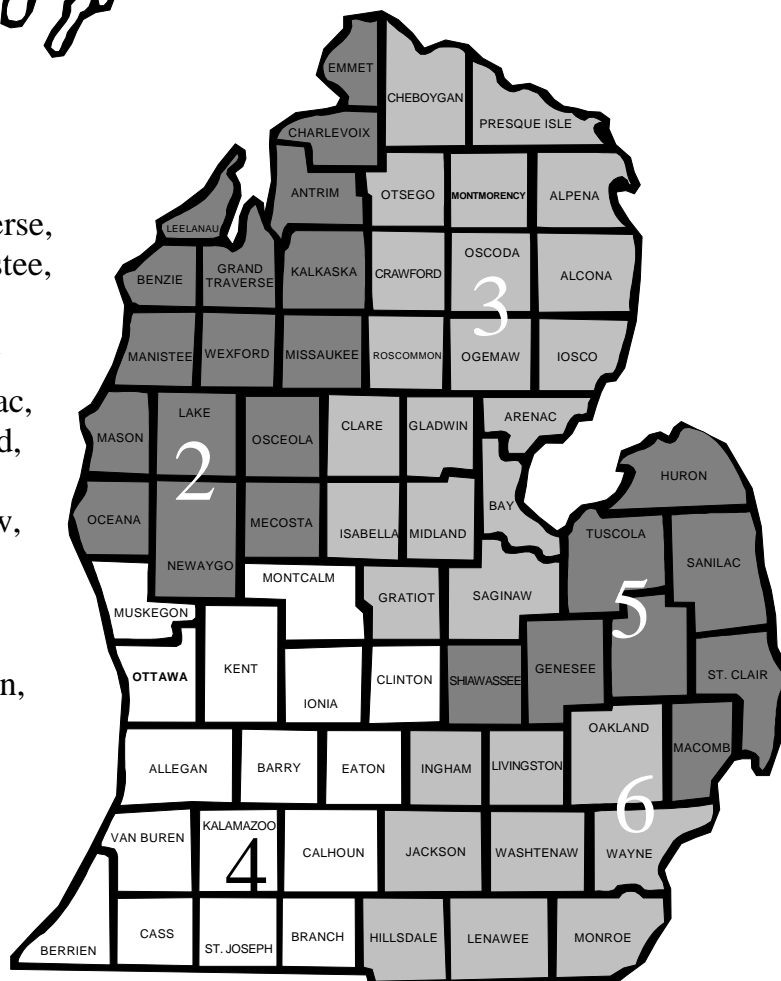 erse,
stee,
ac,
d,
v,
n,
EMMET
CHEBOYGAN
PRESQUE ISLE
CHARLEVOIX
ANTRIM
OTSEGO
MONTMORENCY
ALPENA
LEELANAU
BENZIE
GRAND
TRAVERSE
KALKASKA
CRAWFORD
OSCODA
ALCONA
3
MANISTEE
WEXFORD
MISSAUKEE
ROSCOMMON
OGEMAW
IOSCO
MASON
LAKE
OSCEOLA
CLARE
GLADWIN
ARENAC
2
HURON
OCEANA
NEWAYGO
MECOSTA
ISABELLA
MIDLAND
BAY
TUSCOLA
SANILAC
5
MUSKEGON
MONTCALM
GRATIOT
SAGINAW
OTTAWA
KENT
IONIA
CLINTON
SHIAWASSEE
GENESEE
ST. CLAIR
ALLEGAN
BARRY
EATON
INGHAM
LIVINGSTON
OAKLAND
MACOMB
6
VAN BUREN
KALAMAZOO
4
CALHOUN
JACKSON
WASHTENAW
WAYNE
BERRIEN
CASS
ST. JOSEPH
BRANCH
HILLSDALE
LENAWEE
MONROE